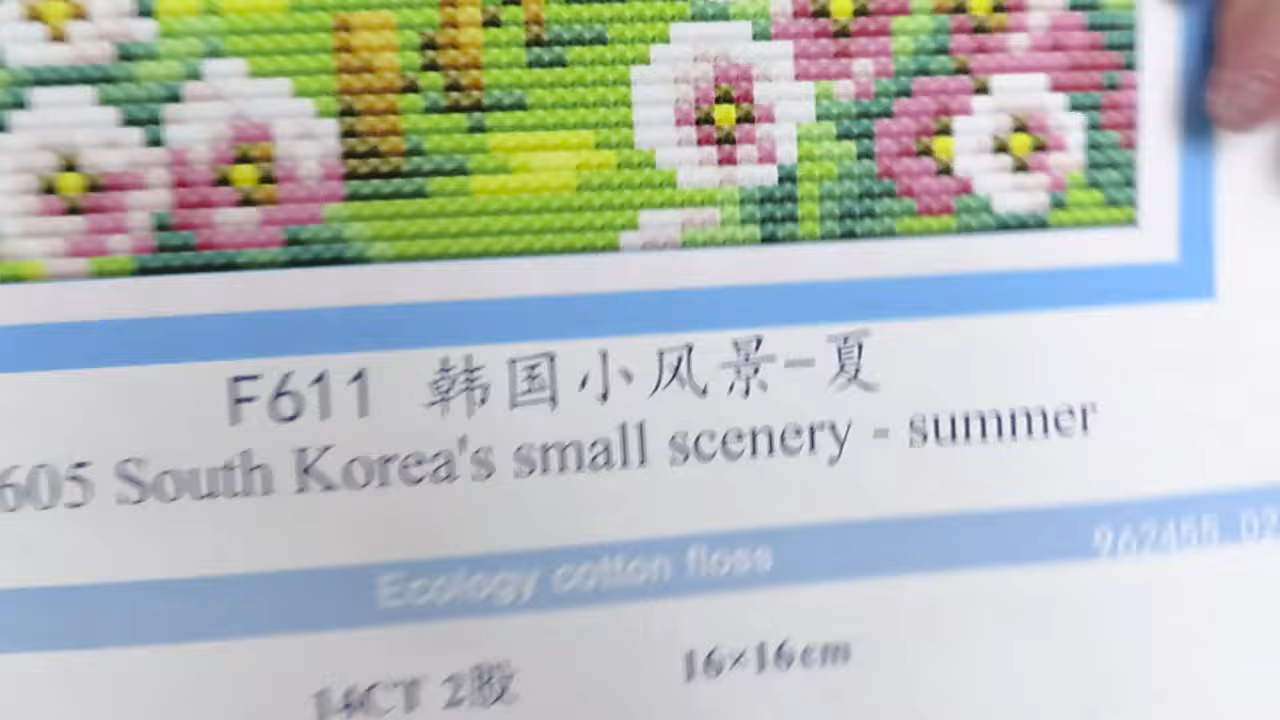 F611 韩国小风景-夏
605 South Korea's small scenery - summer
Ecology cotton floss
14CT 2股 16×16cm